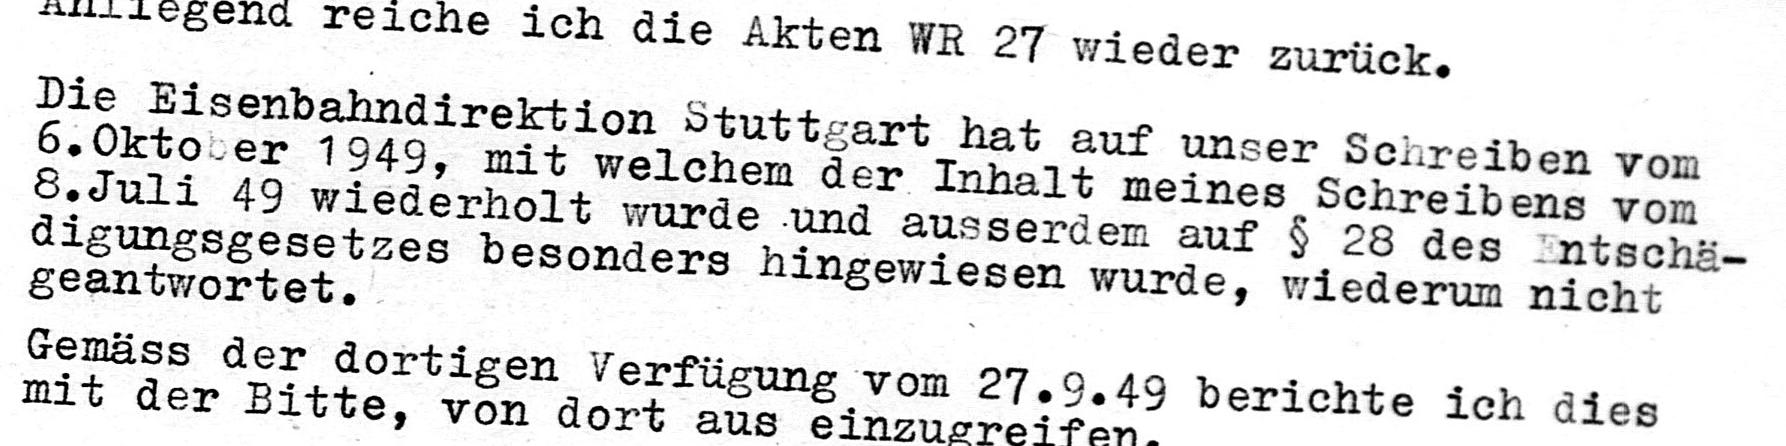 Anliegend reiche ich die Akten WR 27 wieder zurück.
Die Eisenbahndirektion Stuttgart hat auf unser Schreiben vom
6.Oktober 1949, mit welchem der Inhalt meines Schreibens vom
8.Juli 49 wiederholt wurde und ausserdem auf § 28 des Entschä-
digungsgesetzes besonders hingewiesen wurde, wiederum nicht
geantwortet.
Gemäss der dortigen Verfügung vom 27.9.49 berichte ich dies
mit der Bitte, von dort aus einzugreifen.